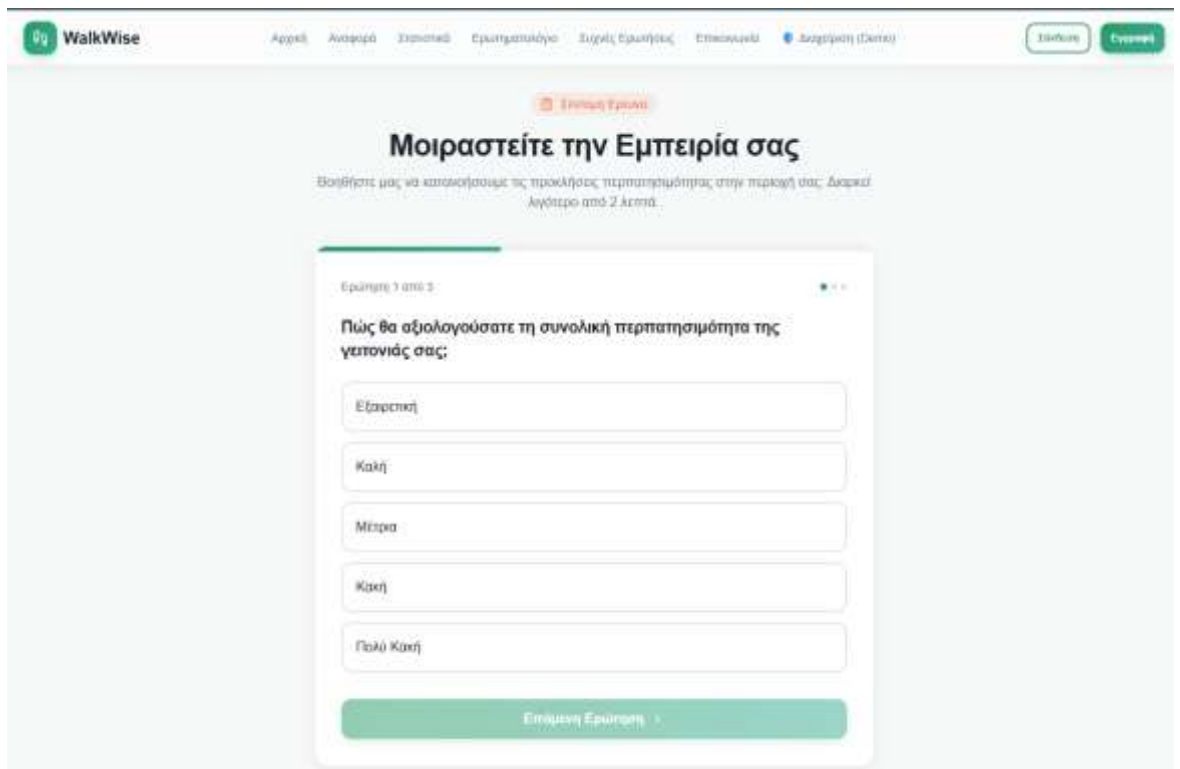 WalkWise
Αρχική Αναφορά Στατιστικά Ερωτηματολόγιο Συχνές Ερωτήσεις Επικοινωνία Διαχείριση (Demo) Σύνδεση Εγγραφή
Σύντομη Έρευνα
Μοιραστείτε την Εμπειρία σας
Βοηθήστε μας να κατανοήσουμε τις προκλήσεις περπατησιμότητας στην περιοχή σας. Διαρκεί
λιγότερο από 2 λεπτά.
Ερώτηση 1 από 3
Πώς θα αξιολογούσατε τη συνολική περπατησιμότητα της
γειτονιάς σας;
Εξαιρετική
Καλή
Μέτρια
Κακή
Πολύ Κακή
Επόμενη Ερώτηση